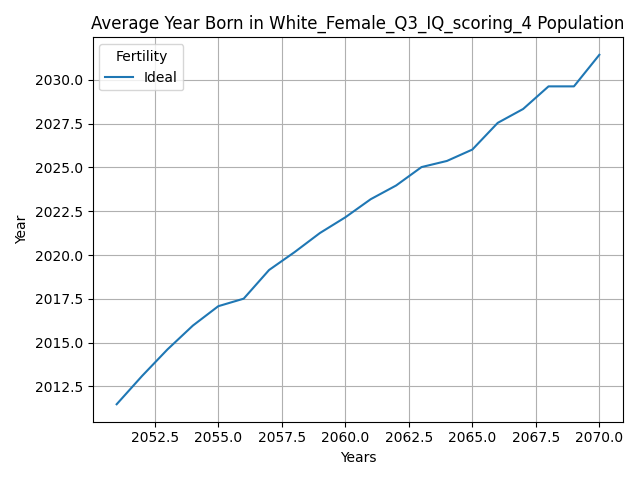 Average Year Born in White_Female_Q3_IQ_scoring_4 Population
Fertility
Ideal
2030.0
2027.5
2025.0
2022.5
2020.0
2017.5
2015.0
2012.5
Year
2052.5 2055.0 2057.5 2060.0 2062.5 2065.0 2067.5 2070.0
Years